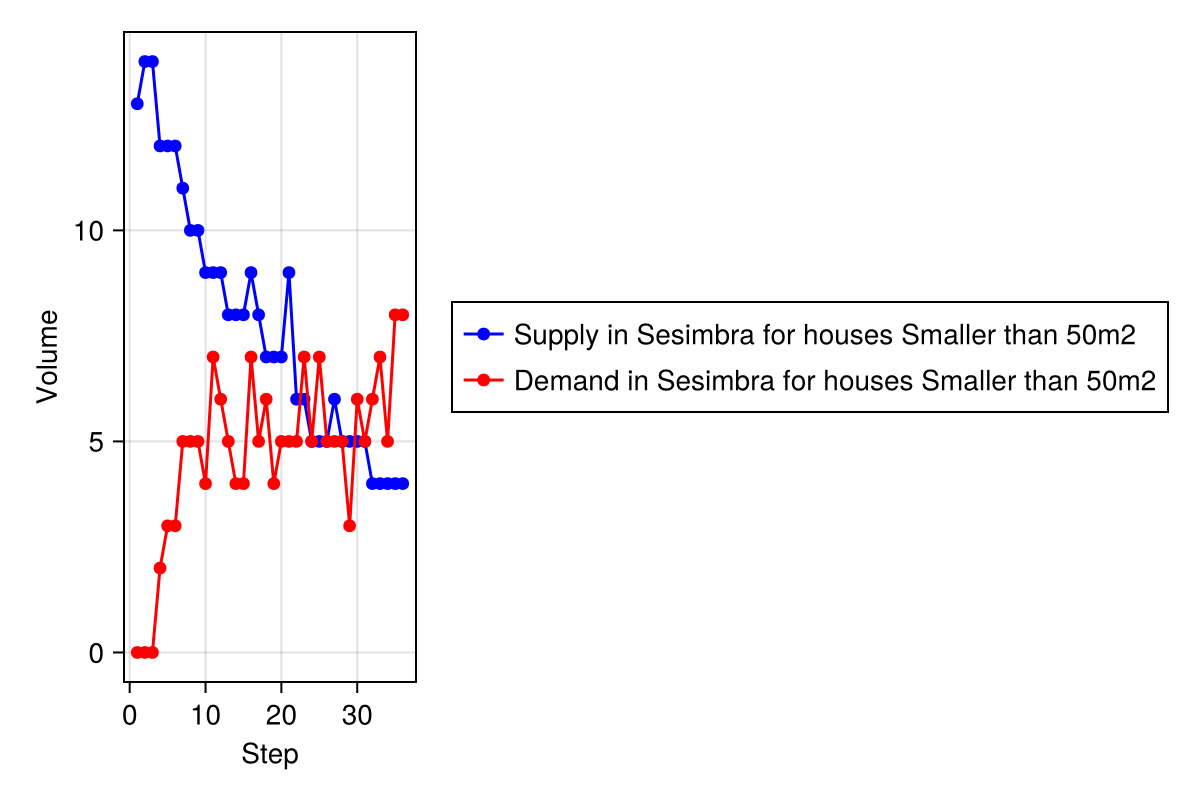 Volume
10
5
0
0 10 20 30
Step
Supply in Sesimbra for houses Smaller than 50m2
Demand in Sesimbra for houses Smaller than 50m2